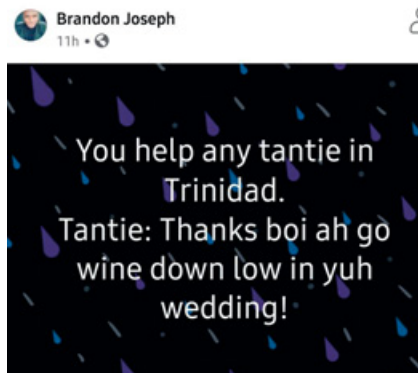 Brandon Joseph
11h •
You help any tantie in
Trinidad.
Tantie: Thanks boi ah go
wine down low in yuh
wedding!